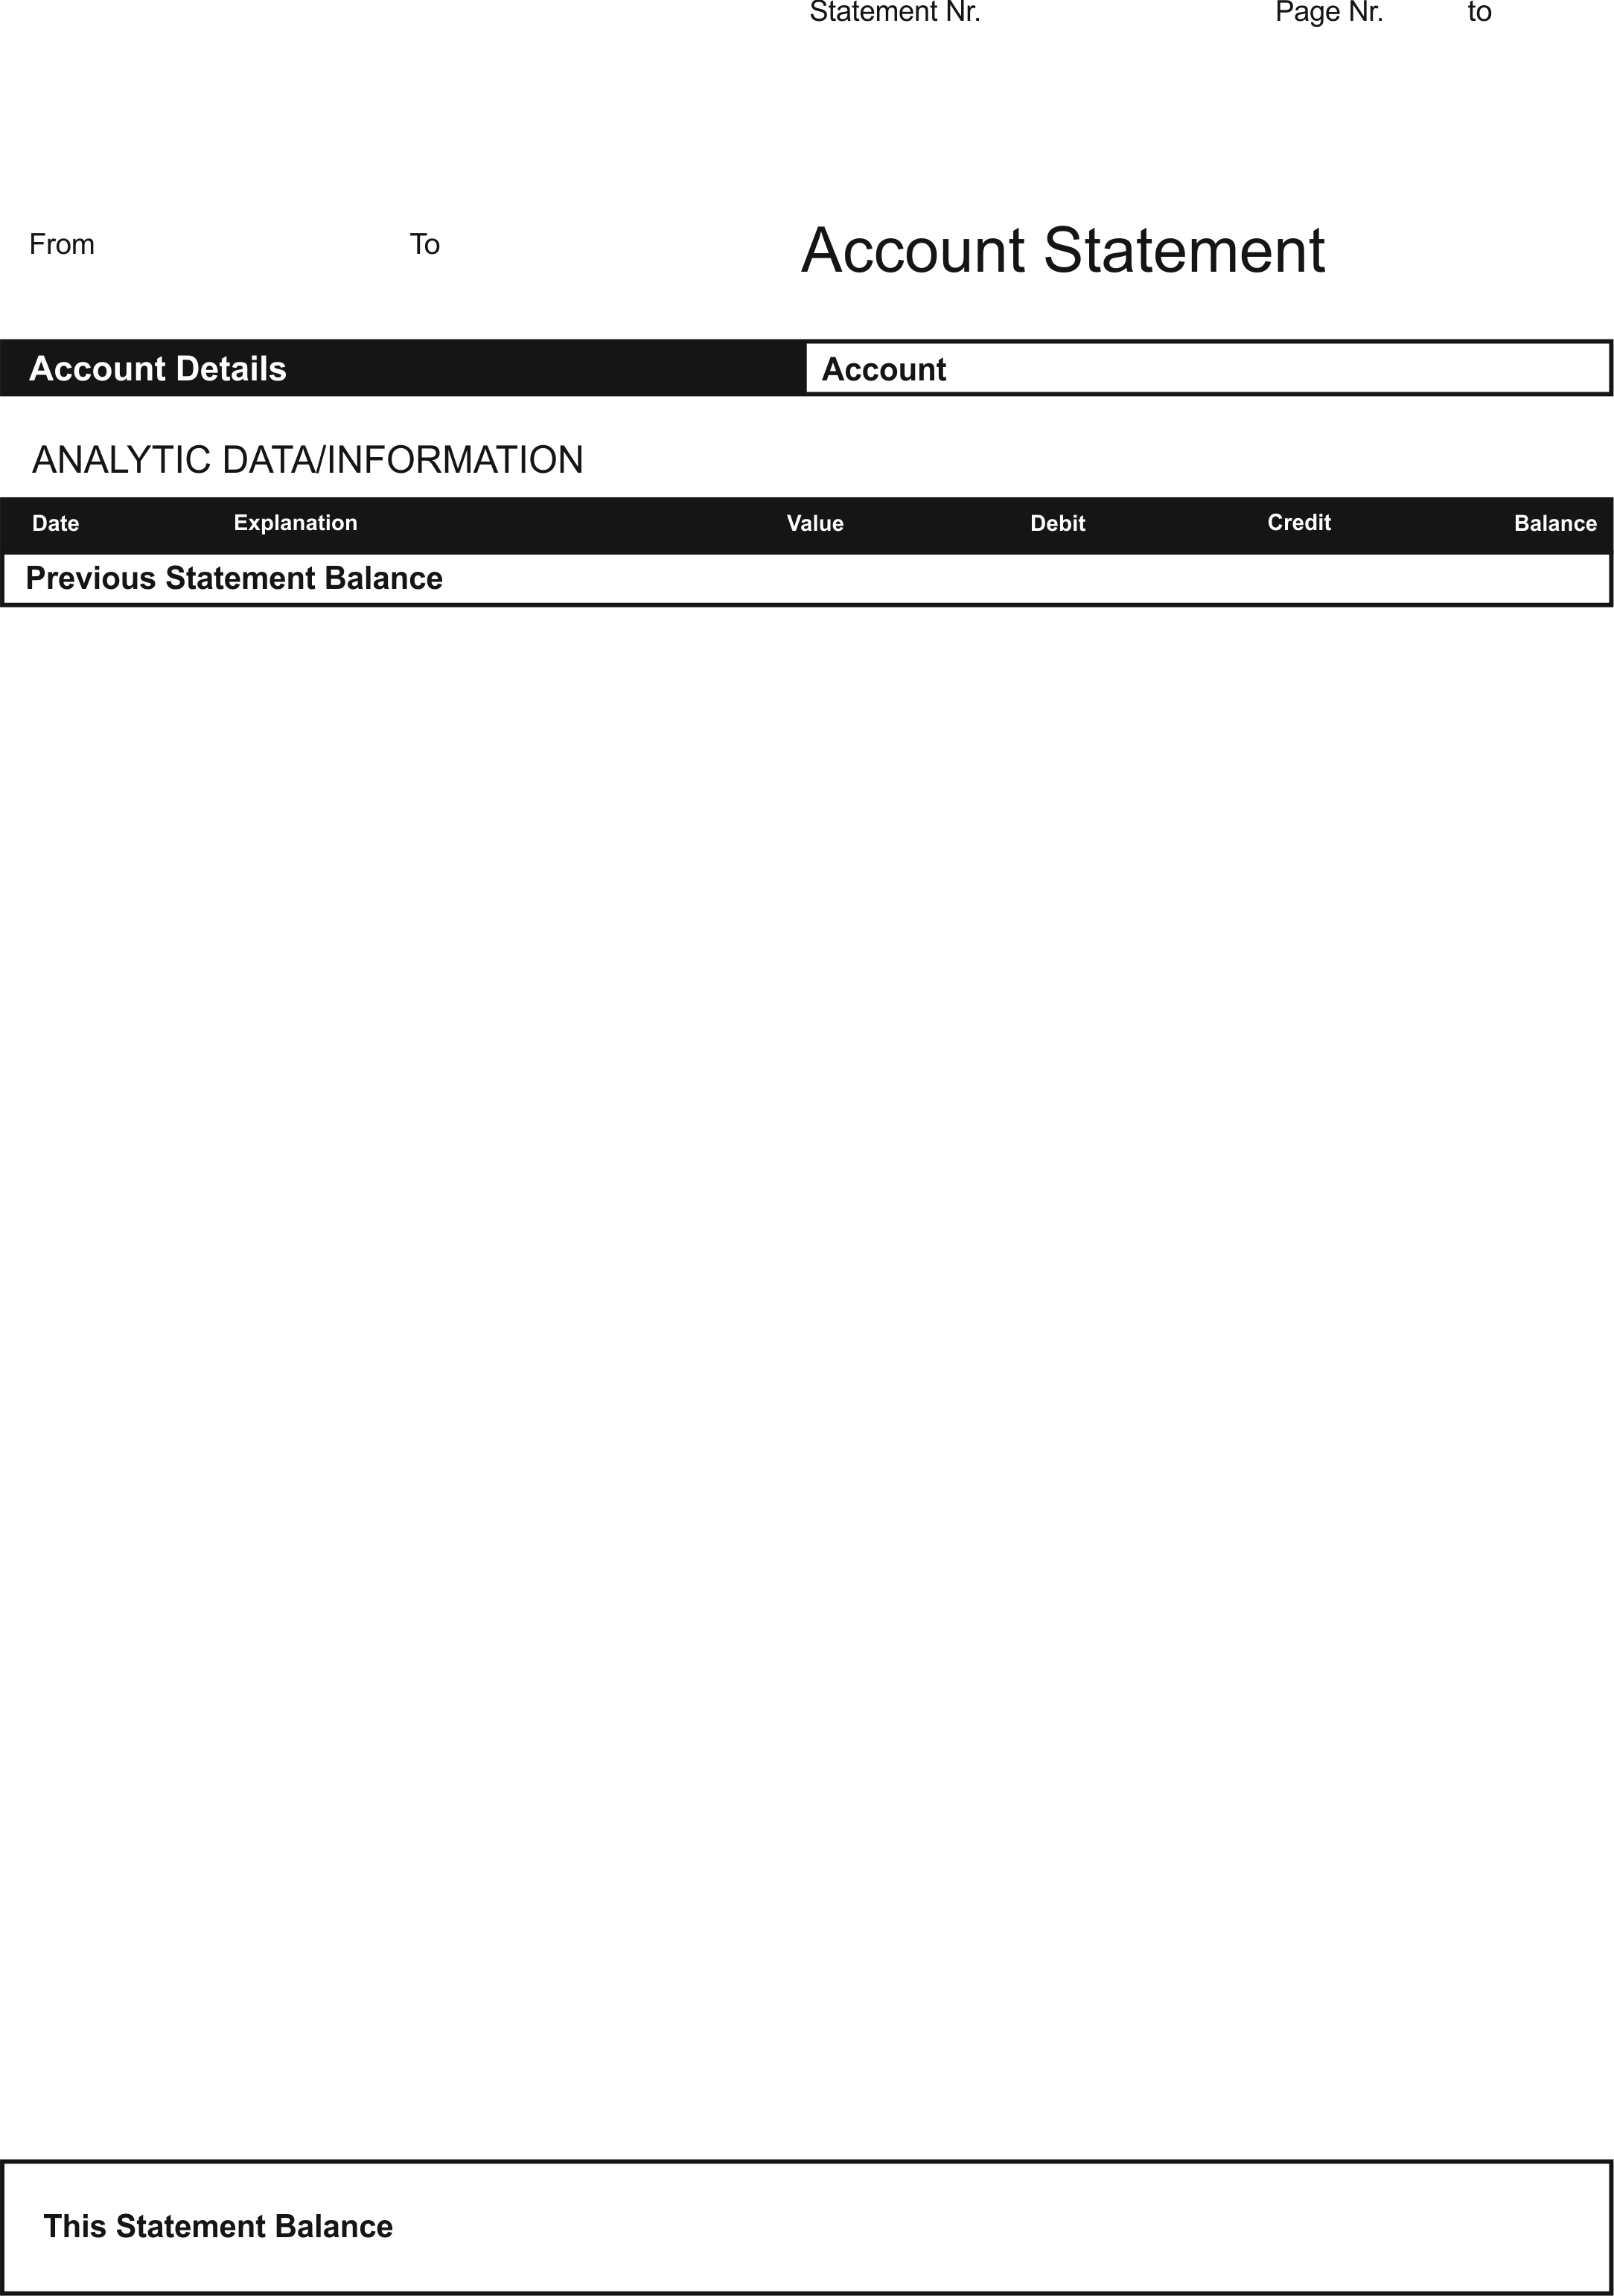 Statement Nr. Page Nr. to
From To Account Statement
Account Details Account
ANALYTIC DATA/INFORMATION
Date Explanation Value Debit Credit Balance
Previous Statement Balance
This Statement Balance